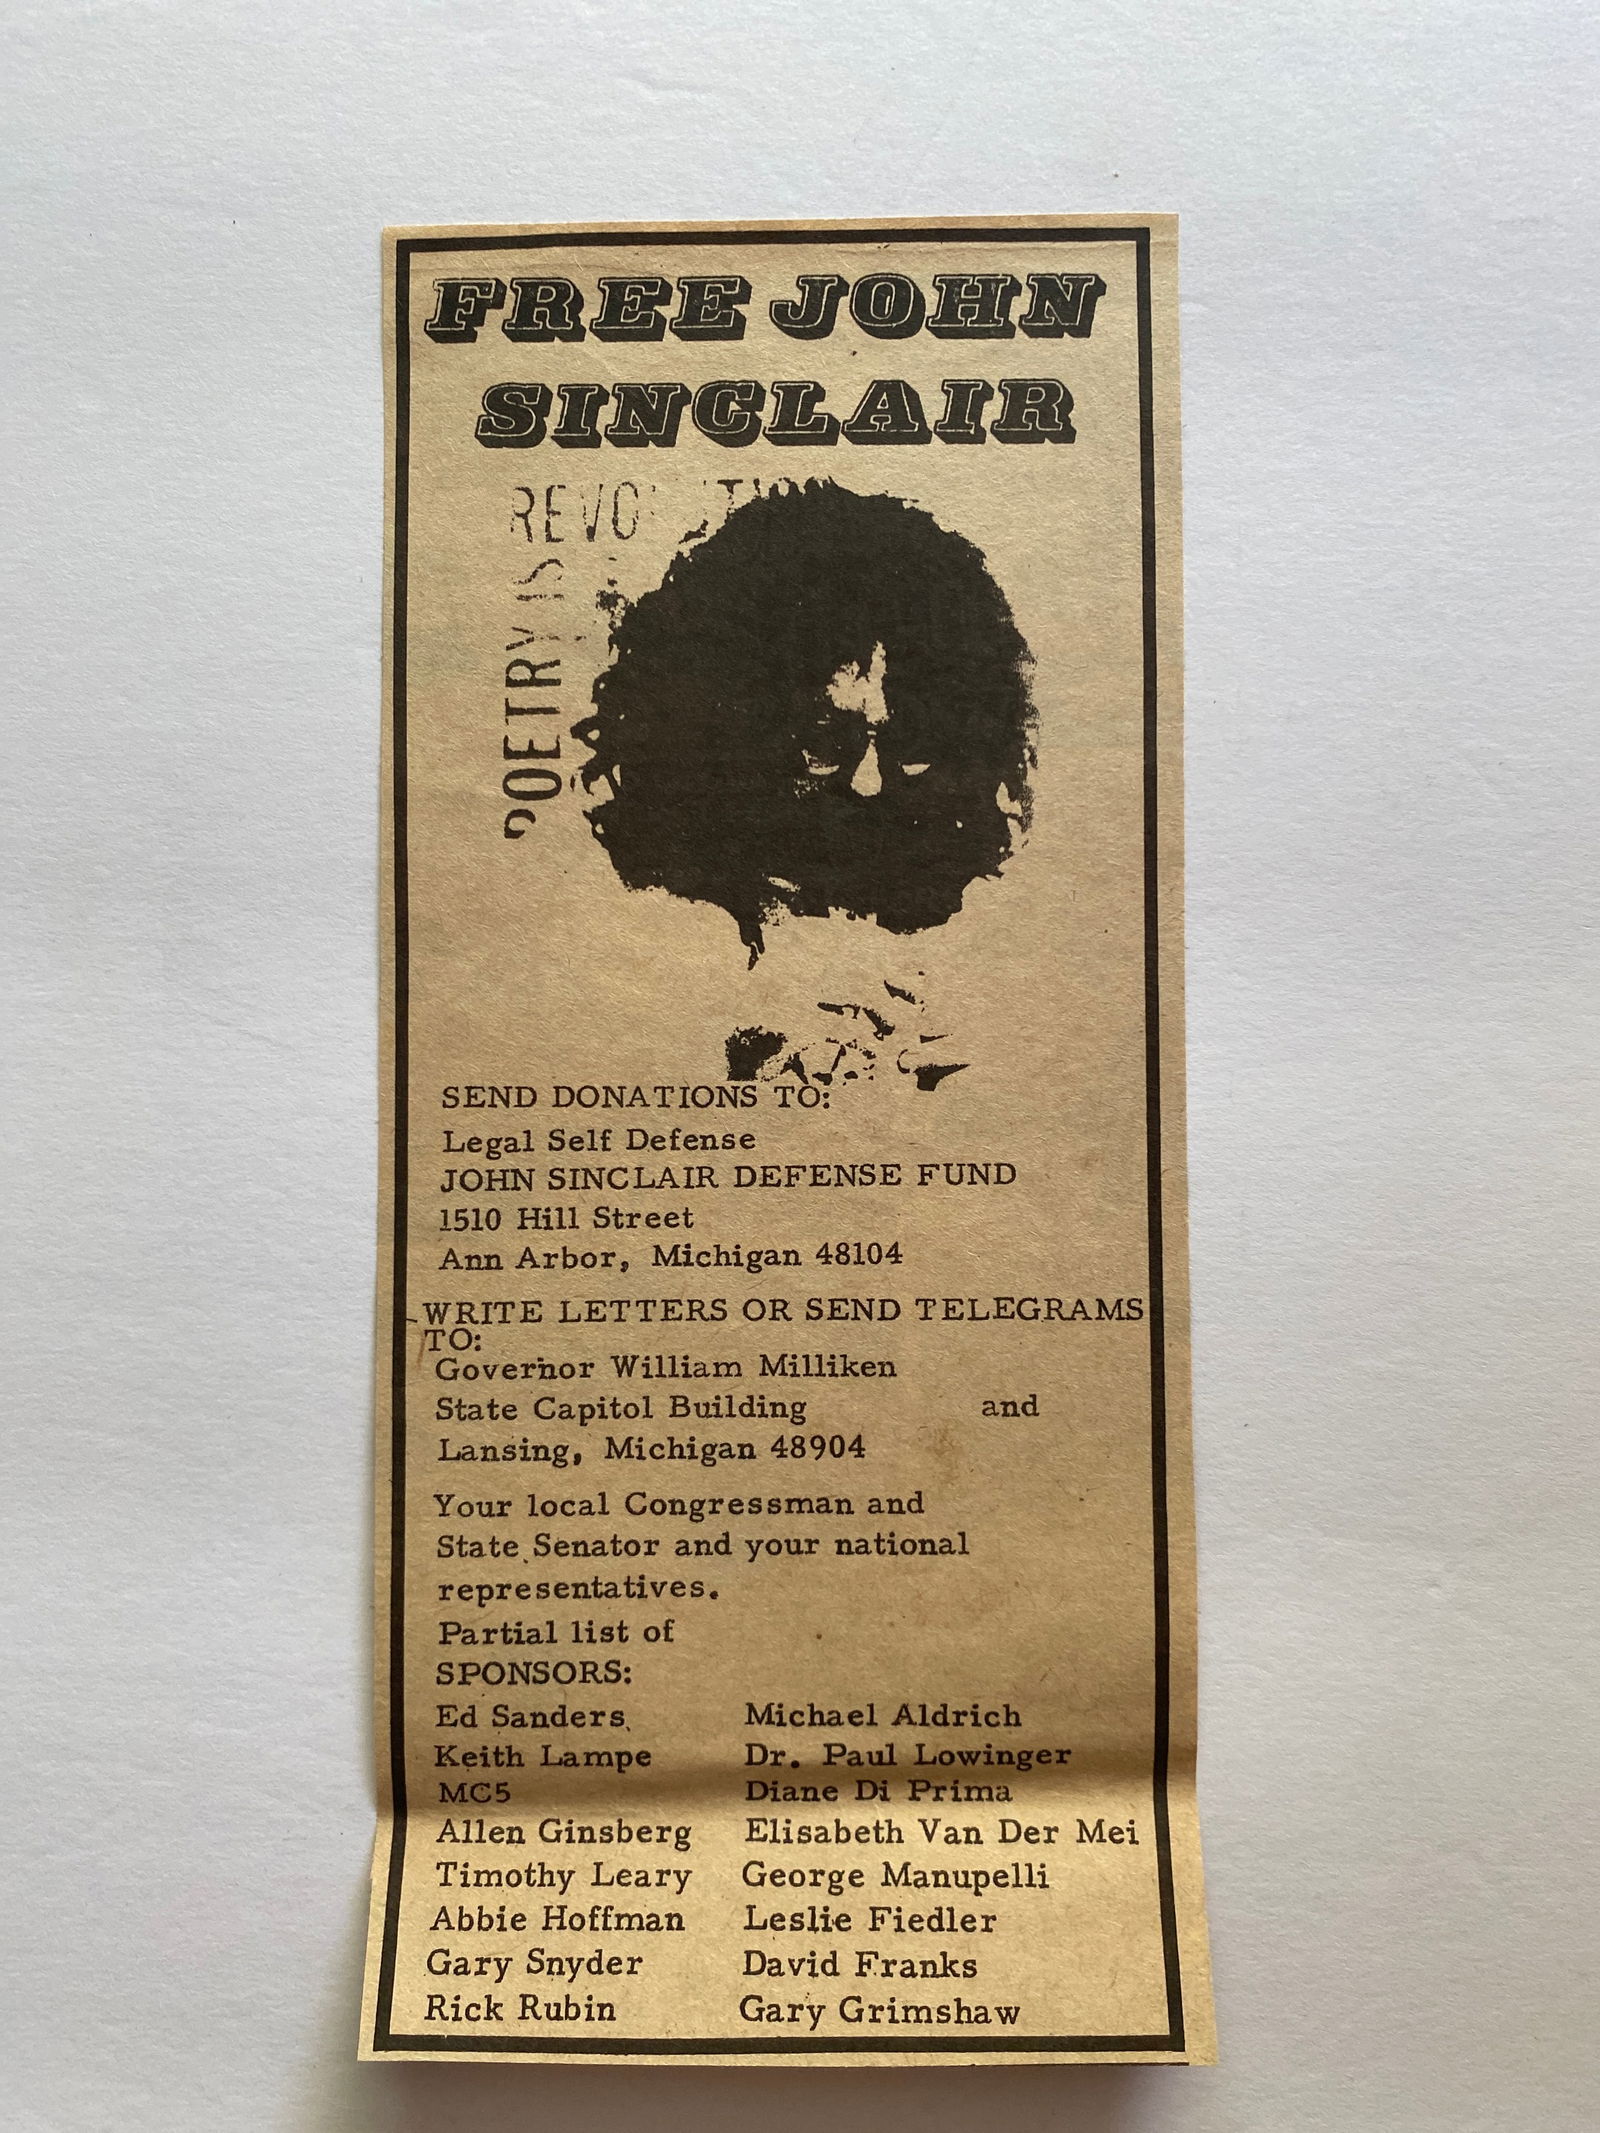 FREE JOHN
SINCLAIR
POETRY IS
REVOLUTION
SEND DONATIONS TO:
Legal Self Defense
JOHN SINCLAIR DEFENSE FUND
1510 Hill Street
Ann Arbor, Michigan 48104
WRITE LETTERS OR SEND TELEGRAMS
TO:
Governor William Milliken
State Capitol Building and
Lansing, Michigan 48904
Your local Congressman and
State Senator and your national
representatives.
Partial list of
SPONSORS:
Ed Sanders Michael Aldrich
Keith Lampe Dr. Paul Lowinger
MC5 Diane Di Prima
Allen Ginsberg Elisabeth Van Der Mei
Timothy Leary George Manupelli
Abbie Hoffman Leslie Fiedler
Gary Snyder David Franks
Rick Rubin Gary Grimshaw